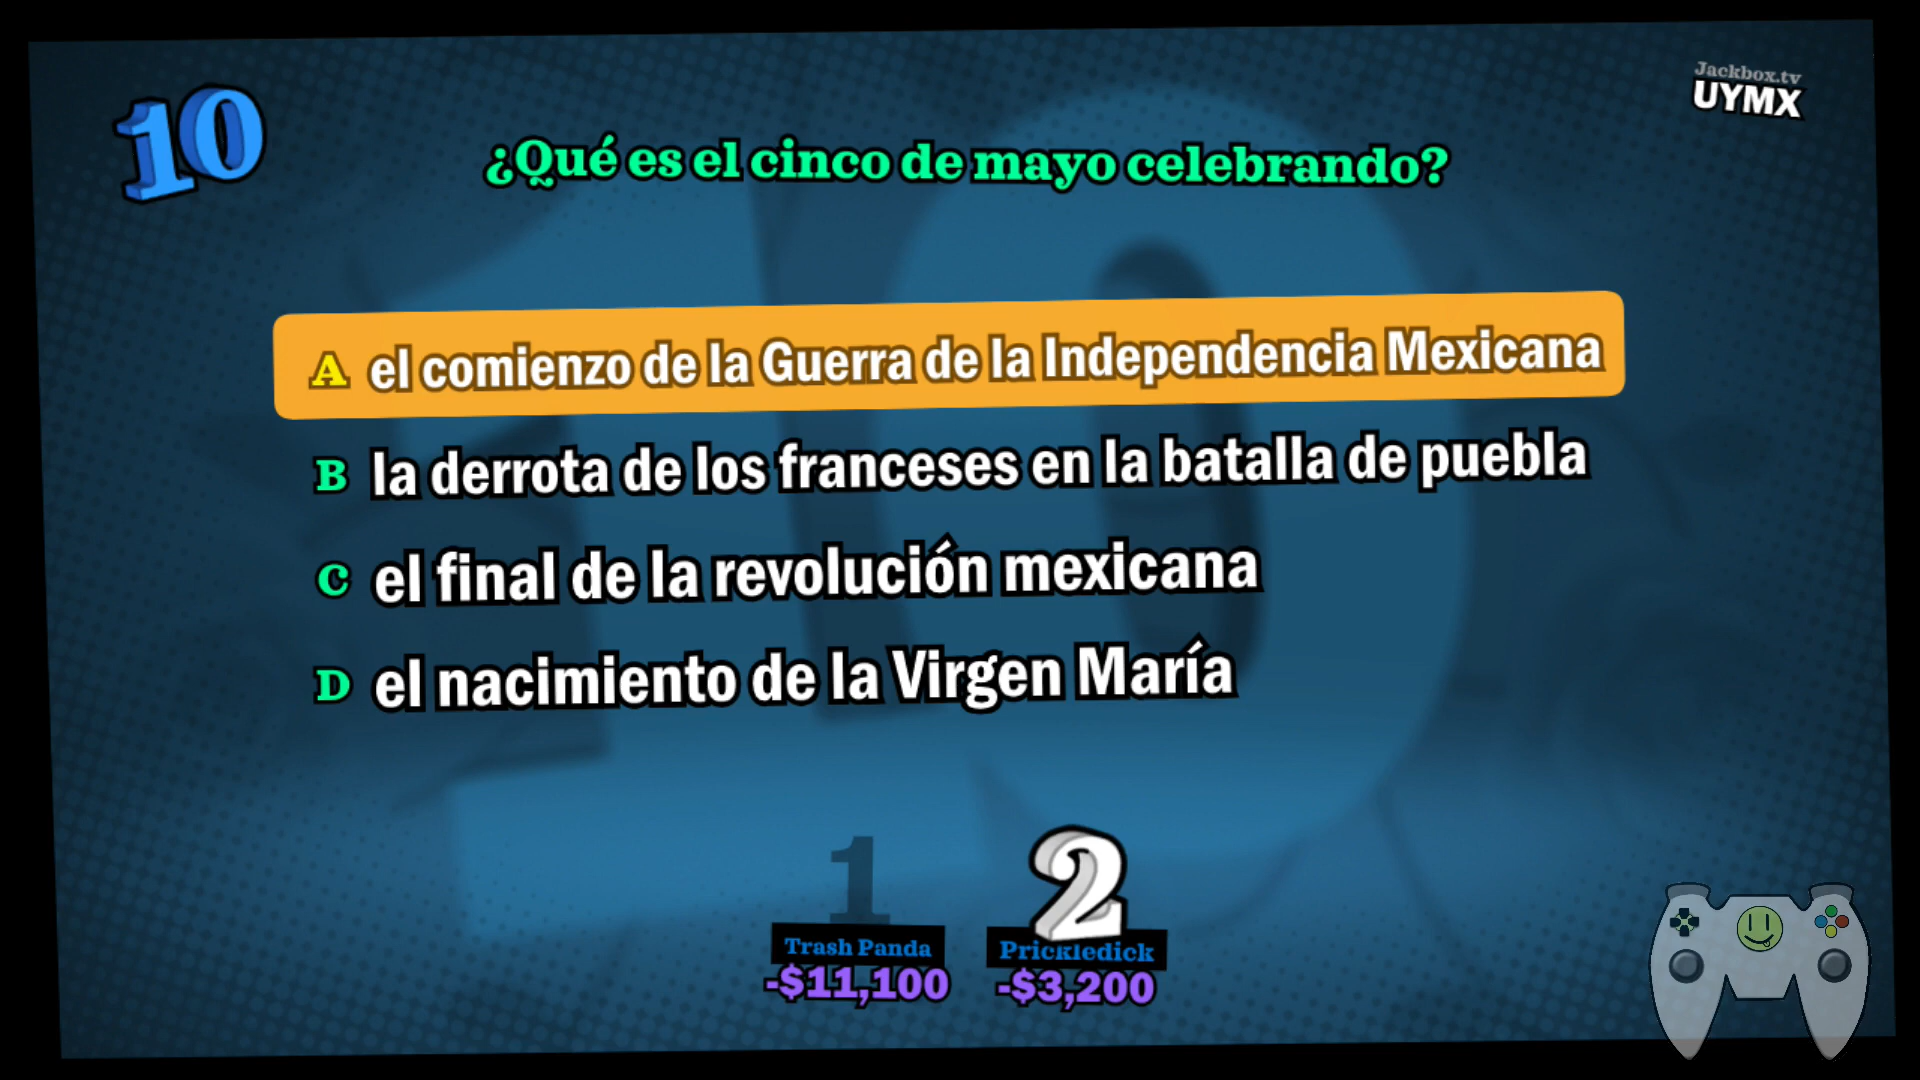 10
Jackbox.tv
UYMX
¿Qué es el cinco de mayo celebrando?
A el comienzo de la Guerra de la Independencia Mexicana
B la derrota de los franceses en la batalla de puebla
C el final de la revolución mexicana
D el nacimiento de la Virgen María
1 2
Trash Panda Prickledick
-$11,100 -$3,200